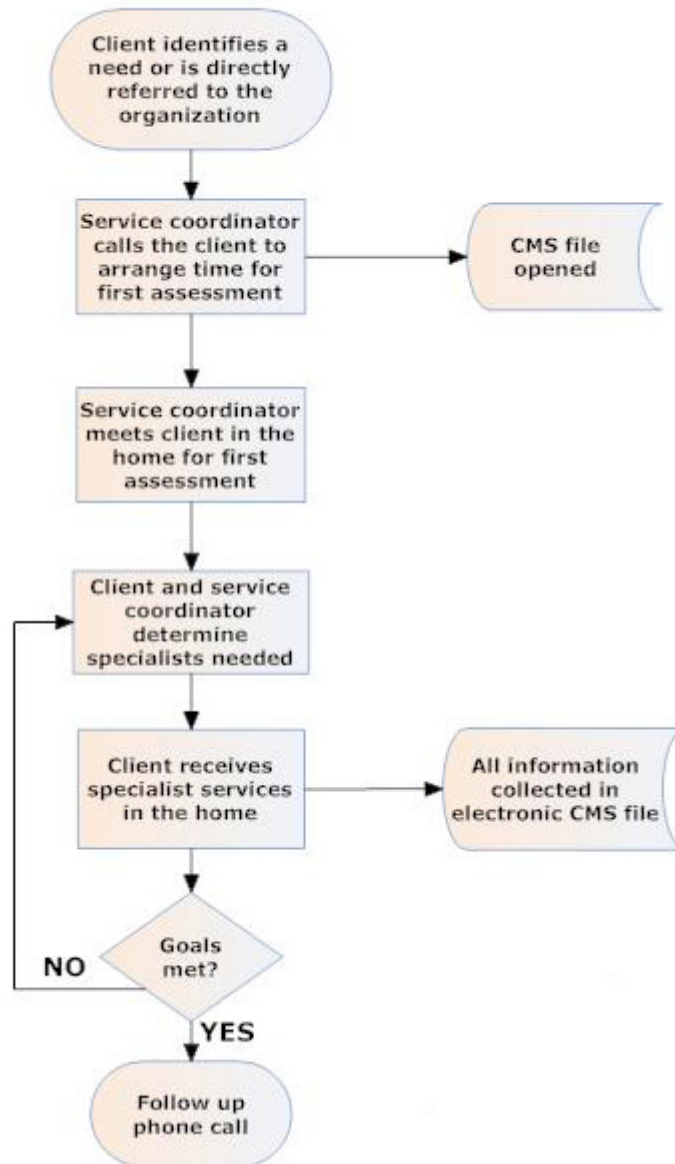 Client identifies a
need or is directly
referred to the
organization
Service coordinator
calls the client to
arrange time for
first assessment
CMS file
opened
Service coordinator
meets client in the
home for first
assessment
Client and service
coordinator
determine
specialists needed
Client receives
specialist services
in the home
All information
collected in
electronic CMS file
Goals
met?
NO
YES
Follow up
phone call